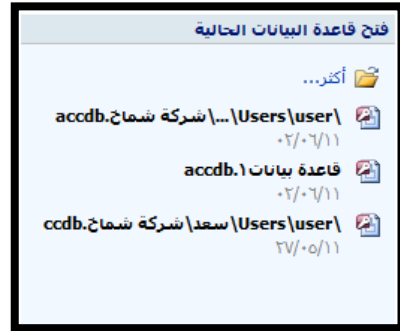 فتح قاعدة البيانات الحالية
أكثر...
\Users\user\...\شركة شماخ.accdb
٠٢/٠٦/١١
قاعدة بيانات١.accdb
٠٢/٠٦/١١
\Users\user\سعد\شركة شماخ.ccdb
٢٧/٠٥/١١